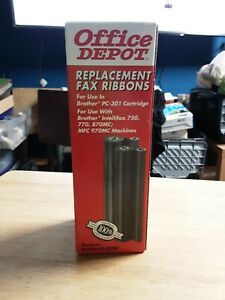 Office
DEPOT
REPLACEMENT
FAX RIBBONS
For Use In
Brother® PC-301 Cartridge
For Use With
Brother® Intellifax 750,
770, 870MC;
MFC 970MC Machines
100%